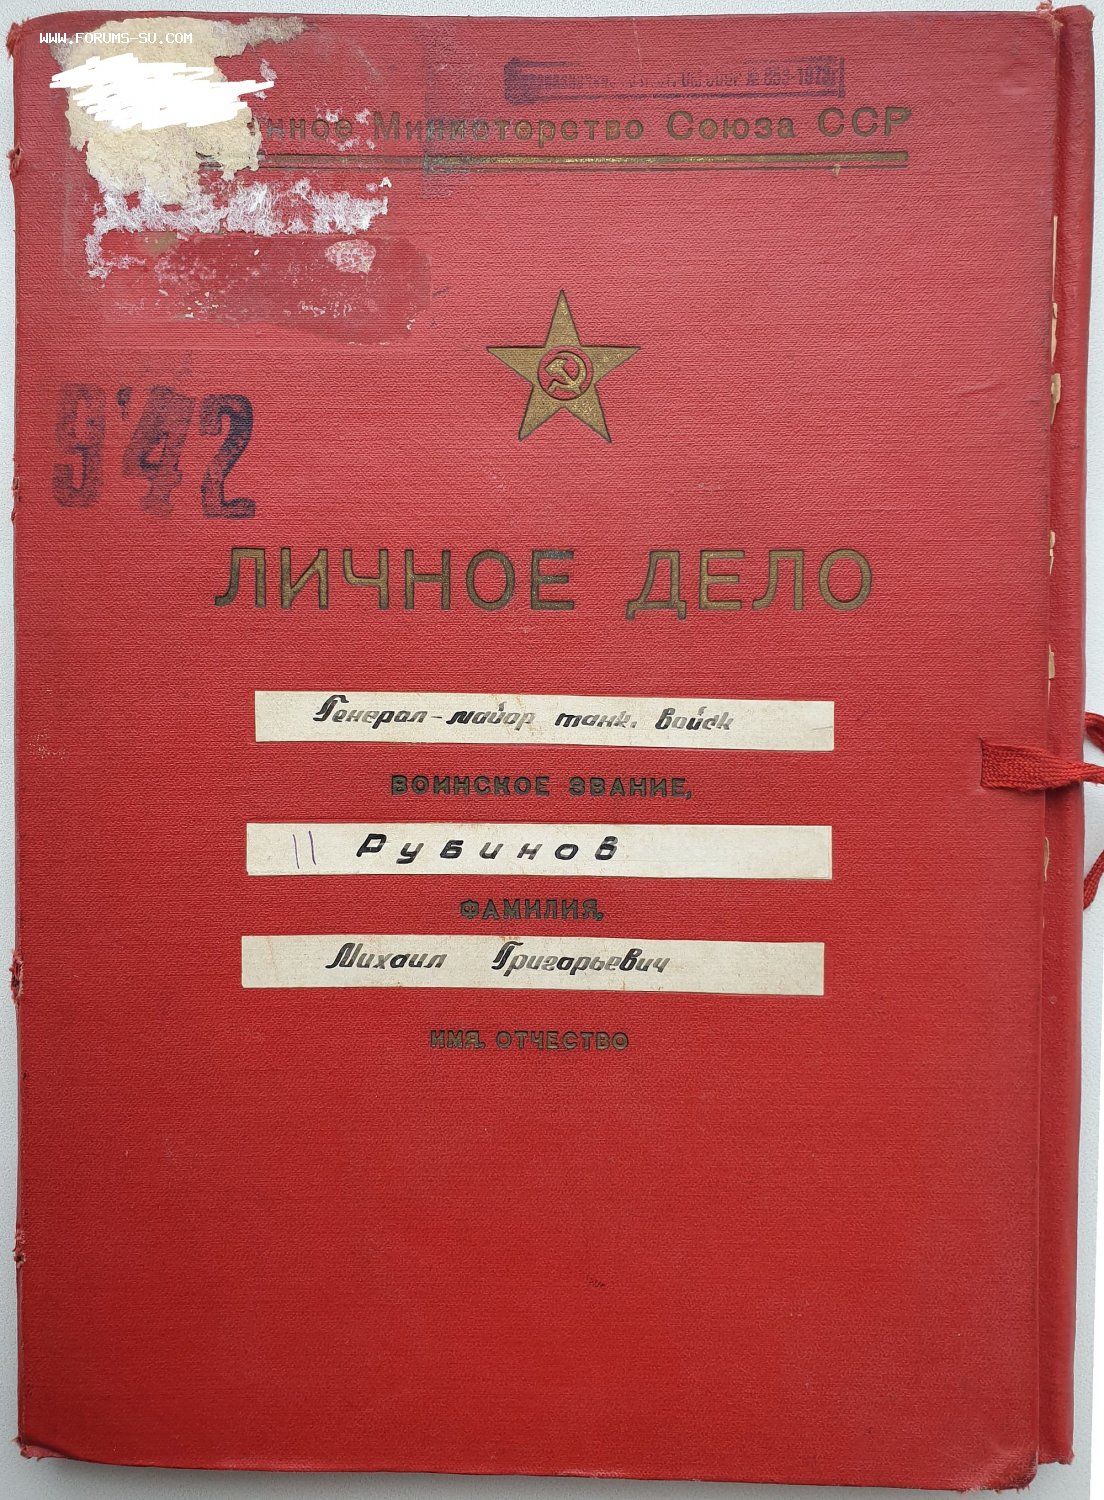 WWW.FORUMS-SU.COM
Министерство Союза ССР
942
ЛИЧНОЕ ДЕЛО
Генерал-майор танк. войск
ВОИНСКОЕ ЗВАНИЕ,
11 Рубинов
ФАМИЛИЯ,
Михаил Григорьевич
ИМЯ, ОТЧЕСТВО